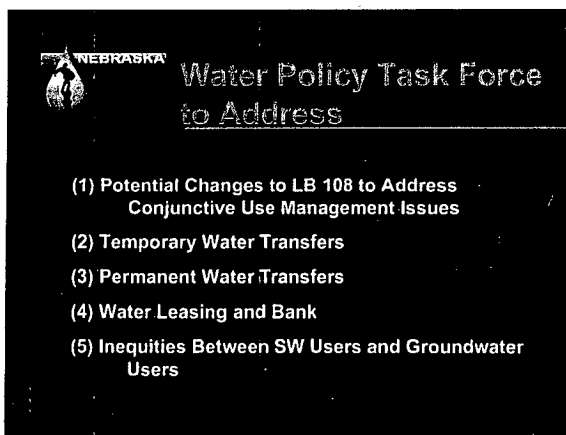 NEBRASKA
Water Policy Task Force
to Address
(1) Potential Changes to LB 108 to Address
Conjunctive Use Management Issues
(2) Temporary Water Transfers
(3) Permanent Water Transfers
(4) Water Leasing and Bank
(5) Inequities Between SW Users and Groundwater
Users